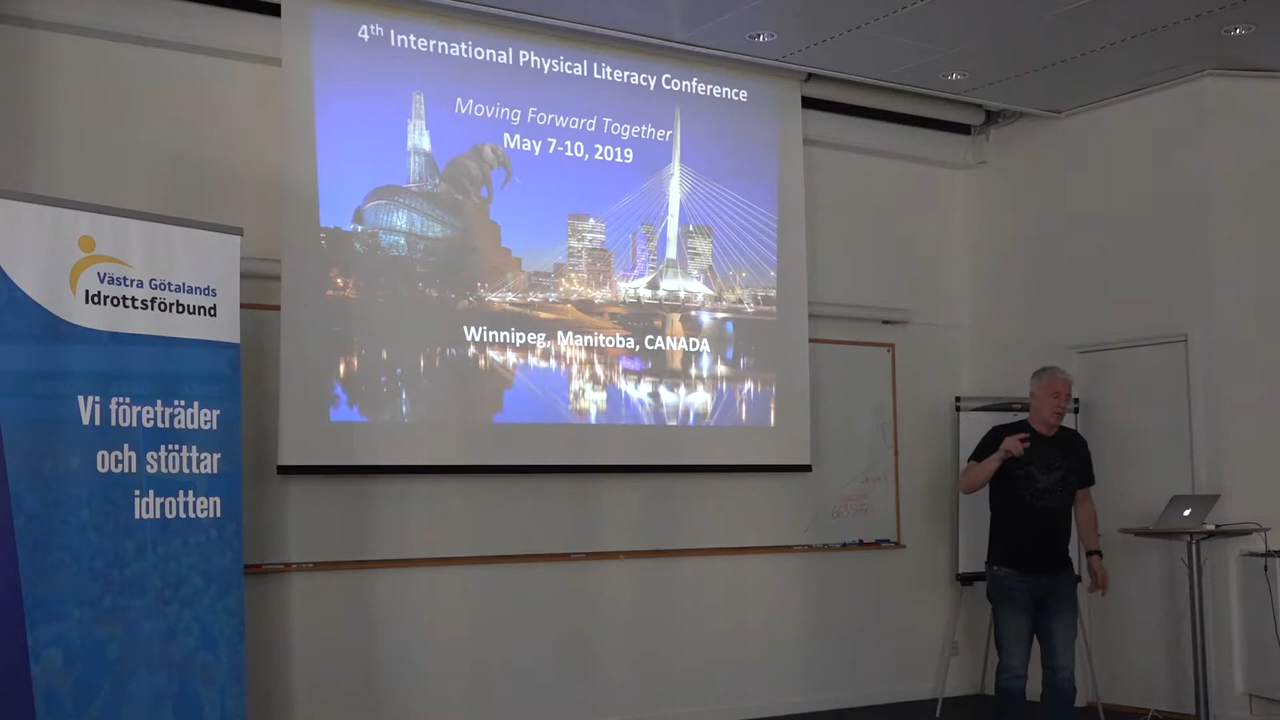 4th International Physical Literacy Conference
Moving Forward Together
May 7-10, 2019
Winnipeg, Manitoba, CANADA
Västra Götalands
Idrottsförbund
Vi företräder
och stöttar
idrotten